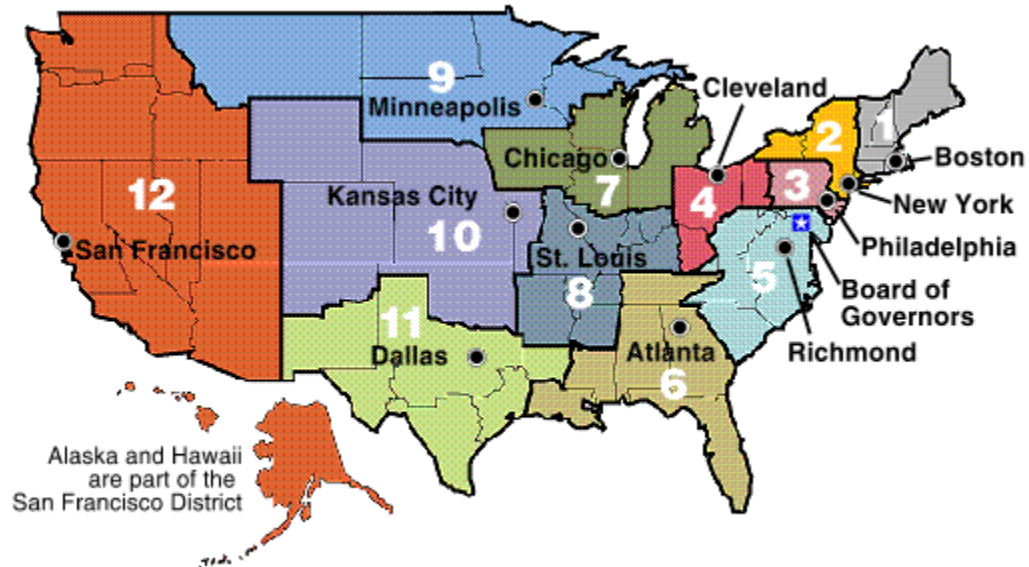 Cleveland
9
Minneapolis
2
1
Boston
Chicago
7
4
3
New York
12
Kansas City
10
Philadelphia
San Francisco
St. Louis
5
8
Board of
Governors
11
Dallas
Atlanta
6
Richmond
Alaska and Hawaii
are part of the
San Francisco District